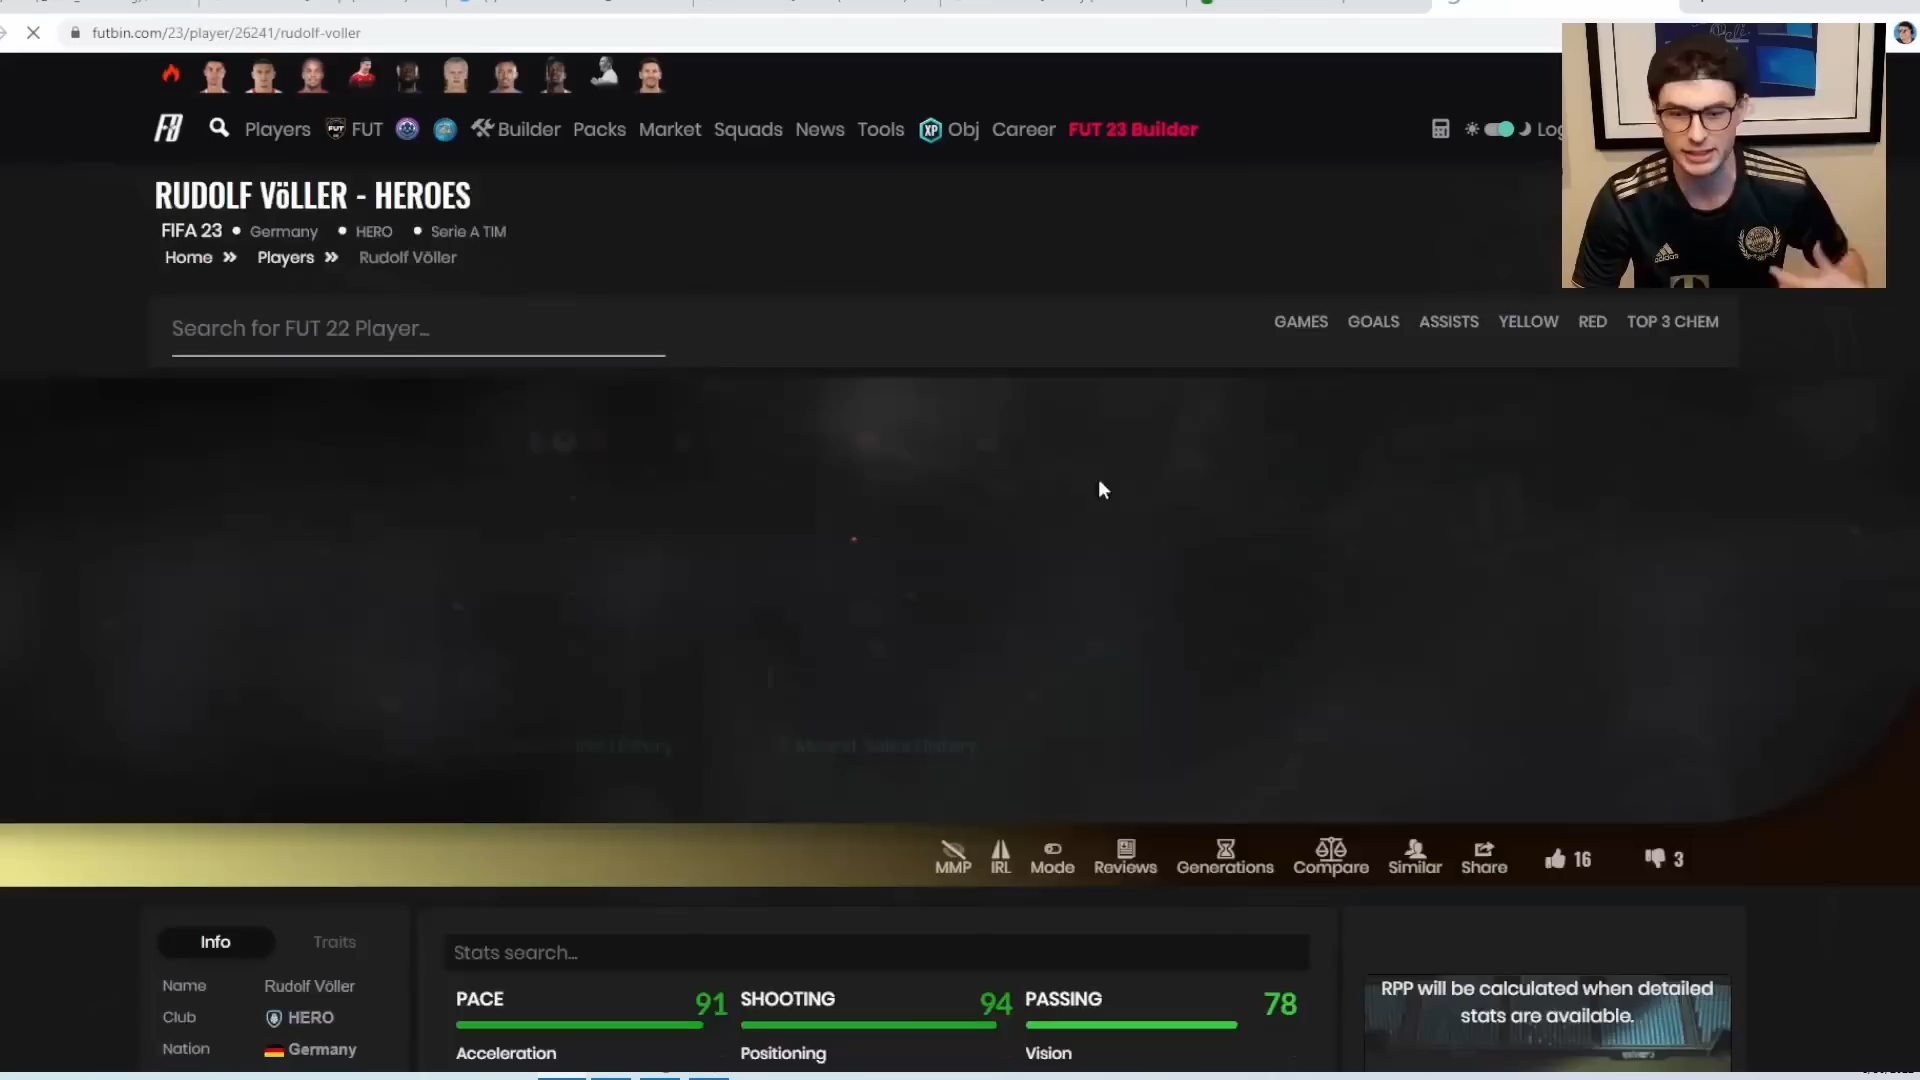 futbin.com/23/player/26241/rudolf-voller
Players FUT Builder Packs Market Squads News Tools XP Obj Career FUT 23 Builder
RUDOLF VöLLER - HEROES
FIFA 23 • Germany • HERO • Serie A TIM
Home » Players » Rudolf Völler
Search for FUT 22 Player...
GAMES GOALS ASSISTS YELLOW RED TOP 3 CHEM
MMP IRL Mode Reviews Generations Compare Similar Share 16 3
Info Traits
Stats search...
Name Rudolf Völler
Club HERO
Nation Germany
PACE 91 SHOOTING 94 PASSING 78
Acceleration Positioning Vision
RPP will be calculated when detailed
stats are available.
adidas